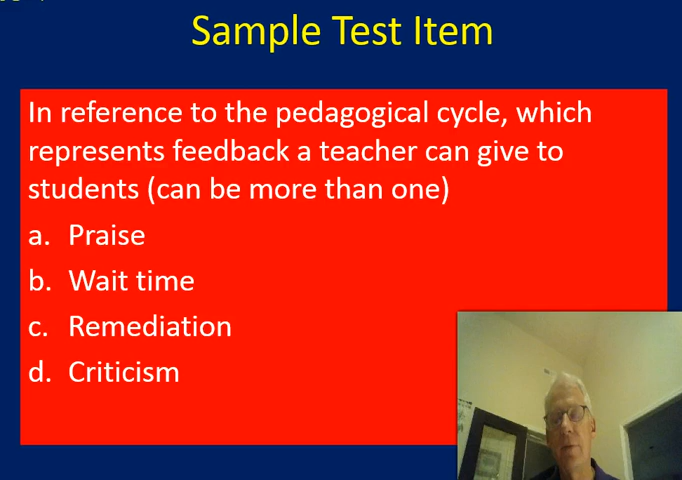 Sample Test Item
In reference to the pedagogical cycle, which
represents feedback a teacher can give to
students (can be more than one)
a. Praise
b. Wait time
c. Remediation
d. Criticism